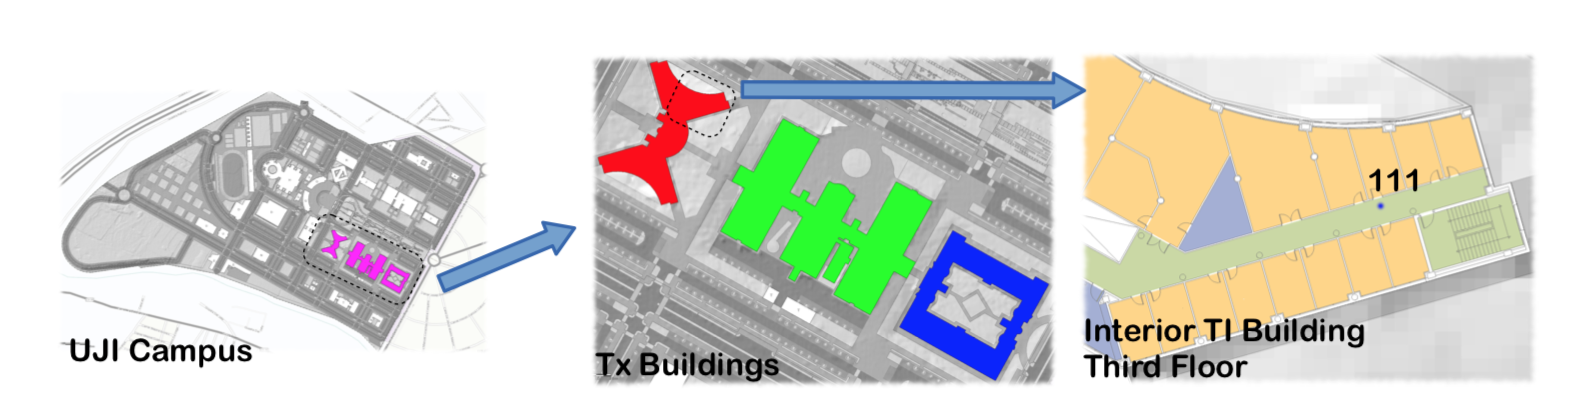 111
UJI Campus
Tx Buildings
Interior TI Building
Third Floor